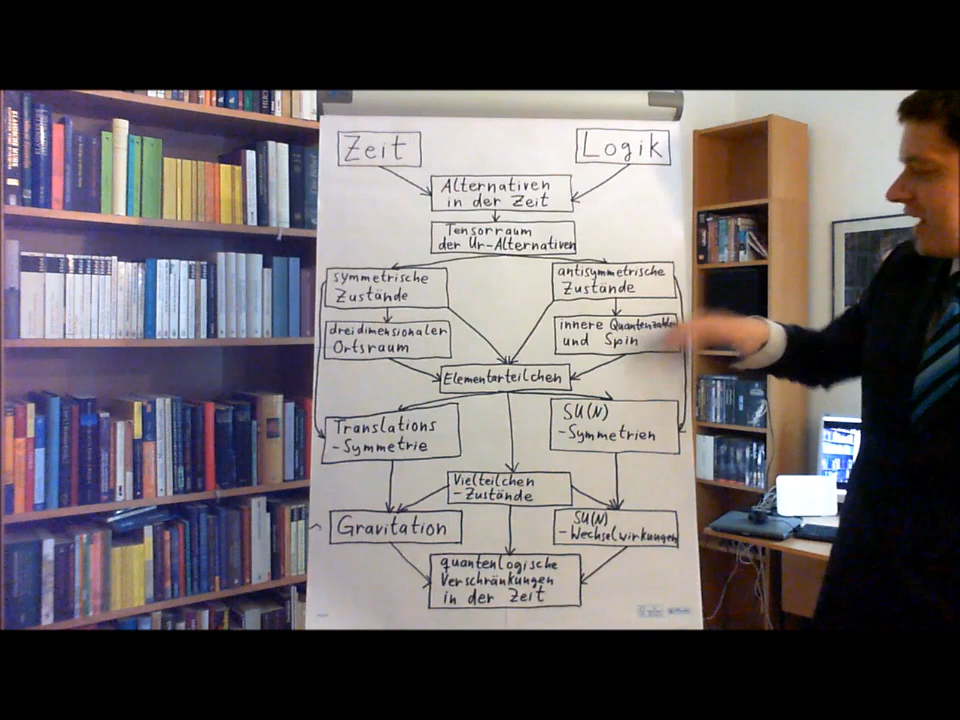 Zeit
Logik
Alternativen
in der Zeit
Tensorraum
der Ur-Alternativen
symmetrische
Zustände
antisymmetrische
Zustände
dreidimensionaler
Ortsraum
innere Quantenzahlen
und Spin
Elementarteilchen
Translations
-Symmetrie
SU(N)
-Symmetrien
Vielteilchen
-Zustände
Gravitation
SU(N)
-Wechselwirkungen
quantenlogische
Verschränkungen
in der Zeit